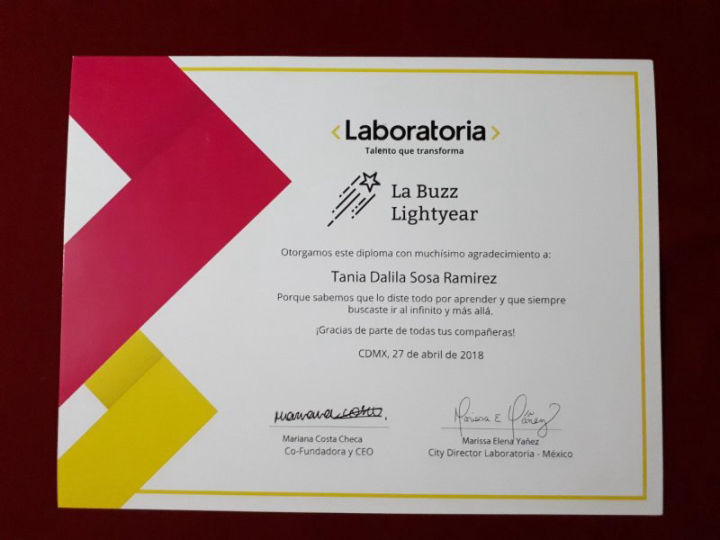 <Laboratoria>
Talento que transforma
La Buzz
Lightyear
Otorgamos este diploma con muchísimo agradecimiento a:
Tania Dalila Sosa Ramírez
Porque sabemos que lo diste todo por aprender y que siempre
buscaste ir al infinito y más allá.
¡Gracias de parte de todas tus compañeras!
CDMX, 27 de abril de 2018
Mariana Costa.
Marissa E Yáñez
Mariana Costa Checa
Marissa Elena Yañez
Co-Fundadora y CEO
City Director Laboratoria - México